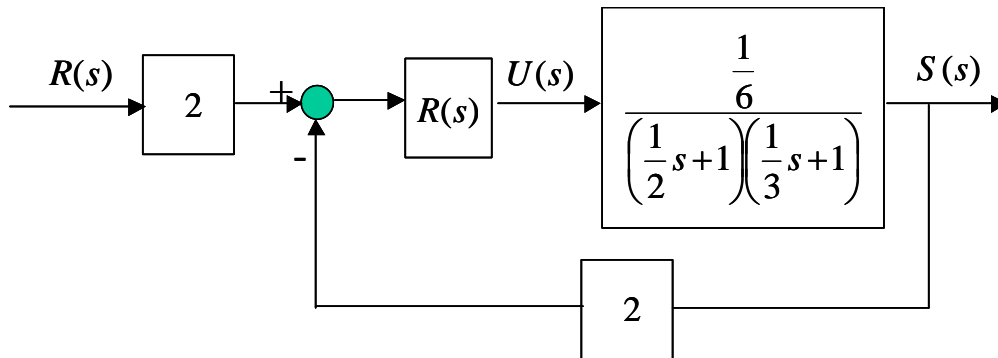 R(s)
2
+
-
R(s)
U(s)
1
6
(1/2 s+1)(1/3 s+1)
S(s)
2